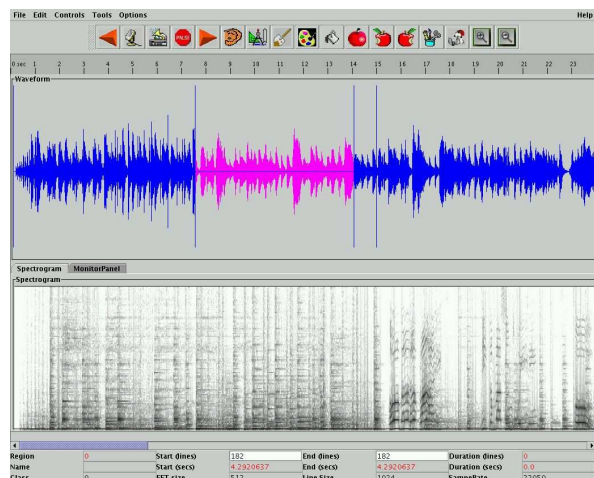 File Edit Controls Tools Options Help
PAUSE
0 sec 1 2 3 4 5 6 7 8 9 10 11 12 13 14 15 16 17 18 19 20 21 22 23
Waveform
Spectrogram MonitorPanel
Spectrogram
Region 0 Start (lines) 182 End (lines) 182 Duration (lines) 0
Name Start (secs) 4.2920637 End (secs) 4.2920637 Duration (secs) 0.0
Class 0 FFT size 512 Line Size 1024 SampleRate 22050